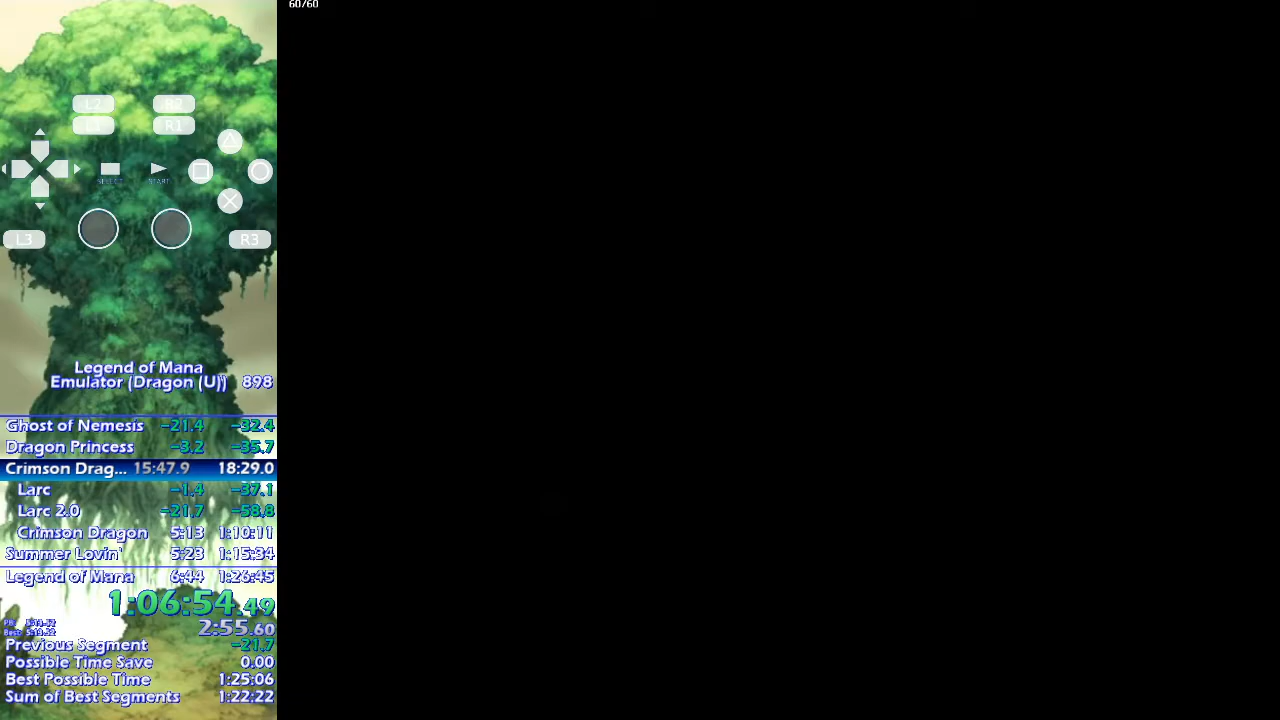 60/60
L2 R2
L1 R1
SELECT START
L3 R3
Legend of Mana
Emulator (Dragon (U)) 898
Ghost of Nemesis -21.4 -32.4
Dragon Princess -3.2 -35.7
Crimson Drag... 15:47.9 18:29.0
Larc -1.4 -37.1
Larc 2.0 -21.7 -58.8
Crimson Dragon 5:13 1:10:11
Summer Lovin' 5:23 1:15:34
Legend of Mana 6:44 1:26:45
1:06:54.49
PB:
2:55.60
Best:
Previous Segment -21.7
Possible Time Save 0.00
Best Possible Time 1:25:06
Sum of Best Segments 1:22:22